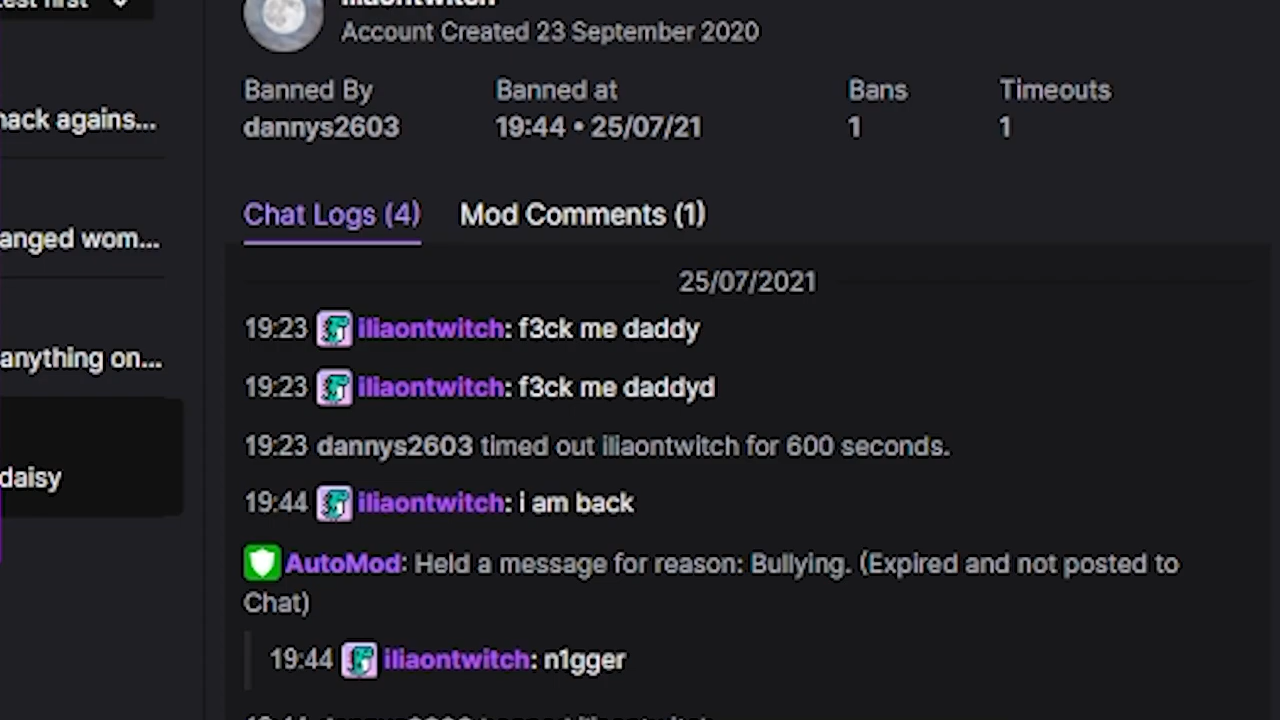 iliaontwitch
Account Created 23 September 2020
Banned By
Banned at
Bans
Timeouts
dannys2603
19:44 • 25/07/21
1
1
Chat Logs (4)
Mod Comments (1)
25/07/2021
19:23 iliaontwitch: f3ck me daddy
19:23 iliaontwitch: f3ck me daddyd
19:23 dannys2603 timed out iliaontwitch for 600 seconds.
19:44 iliaontwitch: i am back
AutoMod: Held a message for reason: Bullying. (Expired and not posted to
Chat)
19:44 iliaontwitch: n1gger
first
agains...
wom...
anything on...
daisy